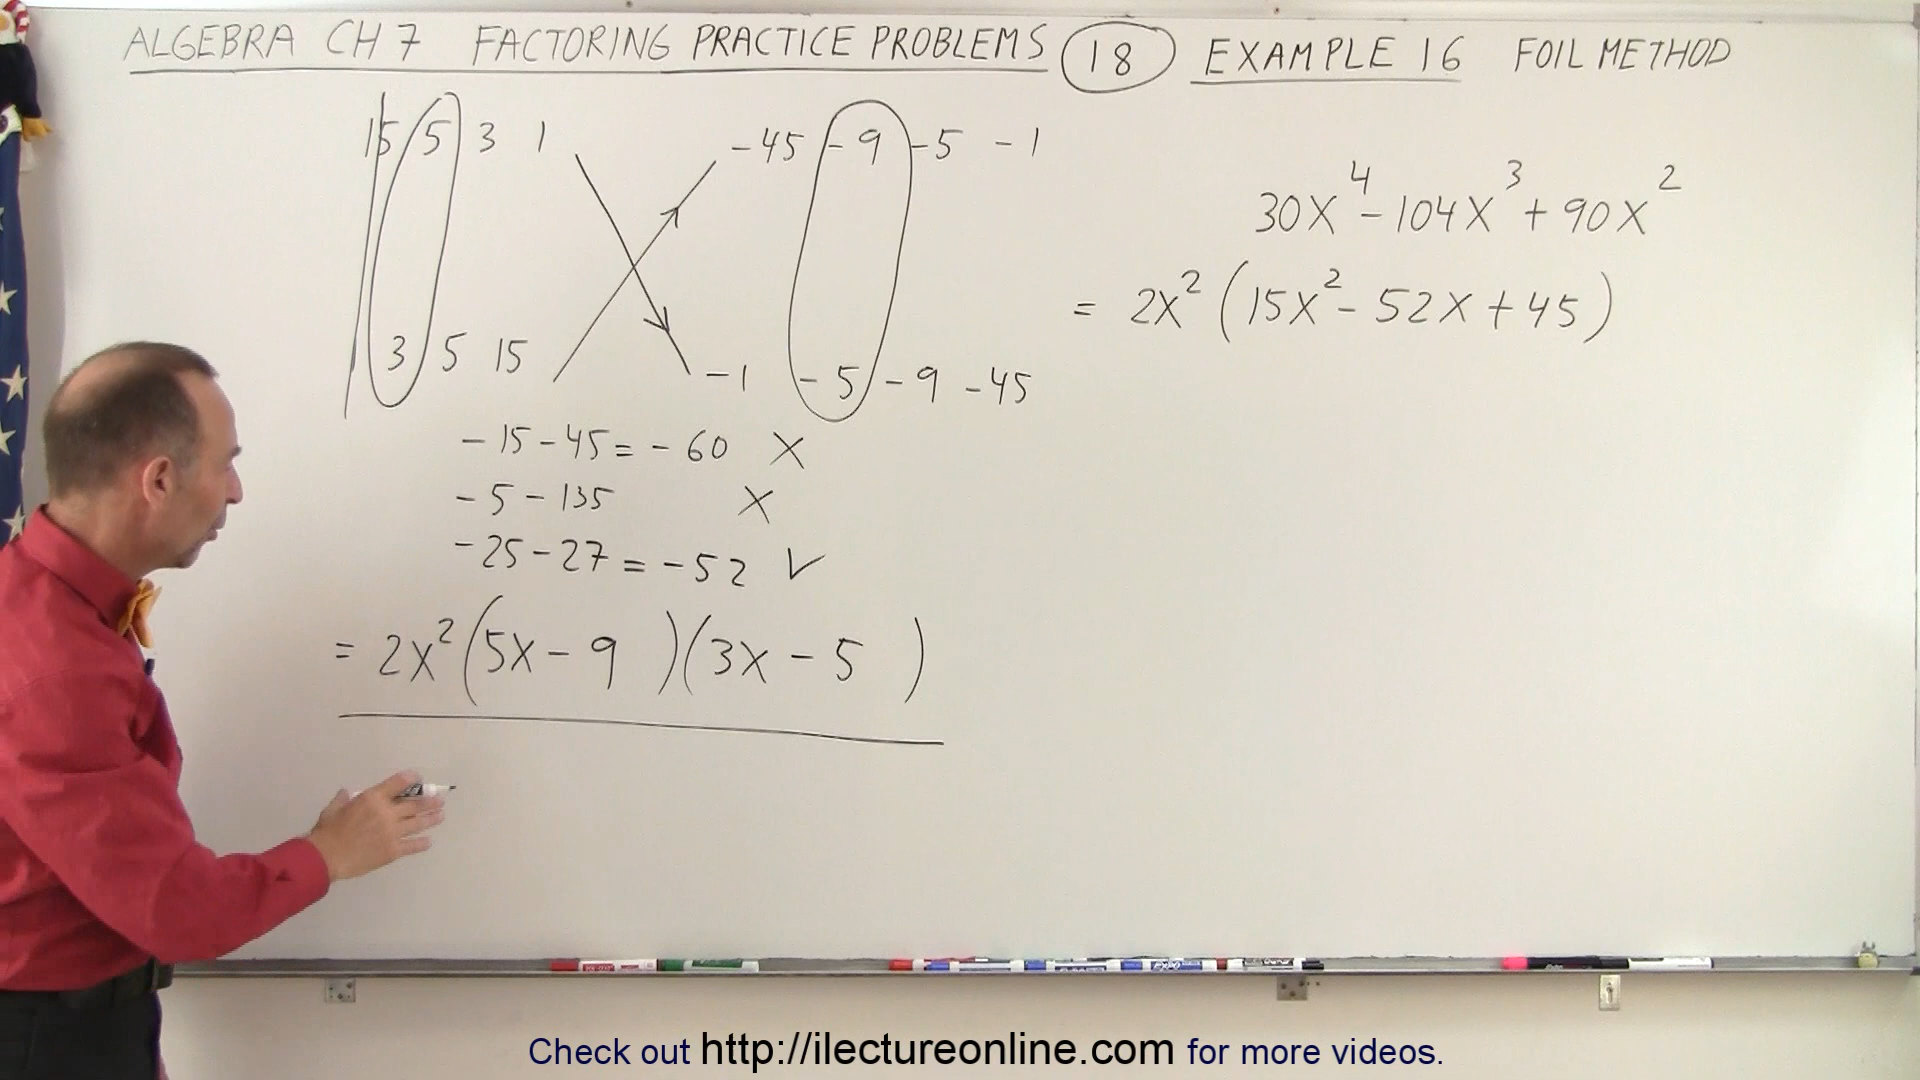 ALGEBRA CH 7 FACTORING PRACTICE PROBLEMS 18 EXAMPLE 16 FOIL METHOD
15 5 3 1 -45 -9 -5 -1
3 5 15 -1 -5 -9 -45
-15-45=-60 X
-5-135 X
-25-27=-52 ✓
= 2X²(5X-9 )(3X-5 )
30X⁴-104X³+90X²
= 2X²(15X²-52X+45)
Check out http://ilectureonline.com for more videos.